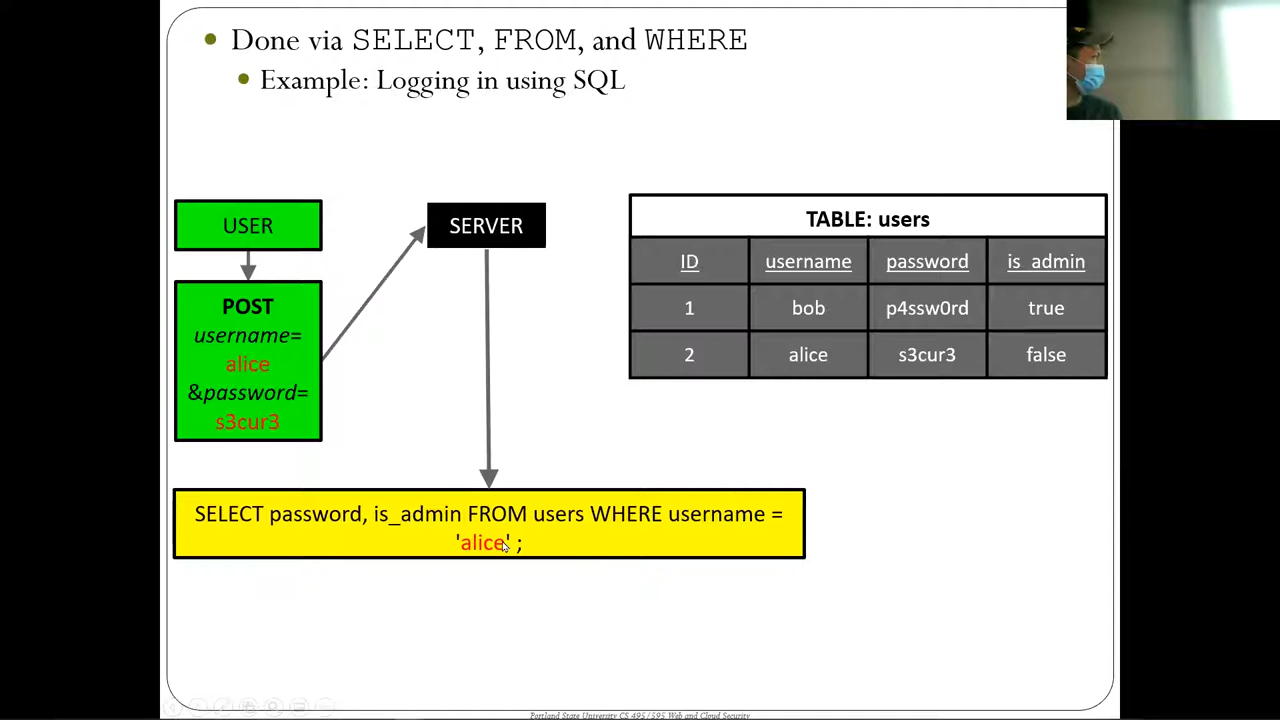 Done via SELECT, FROM, and WHERE
Example: Logging in using SQL
USER
POST
username=
alice
&password=
s3cur3
SERVER
TABLE: users
ID username password is_admin
1 bob p4ssw0rd true
2 alice s3cur3 false
SELECT password, is_admin FROM users WHERE username =
'alice' ;
Portland State University CS 495/595 Web and Cloud Security